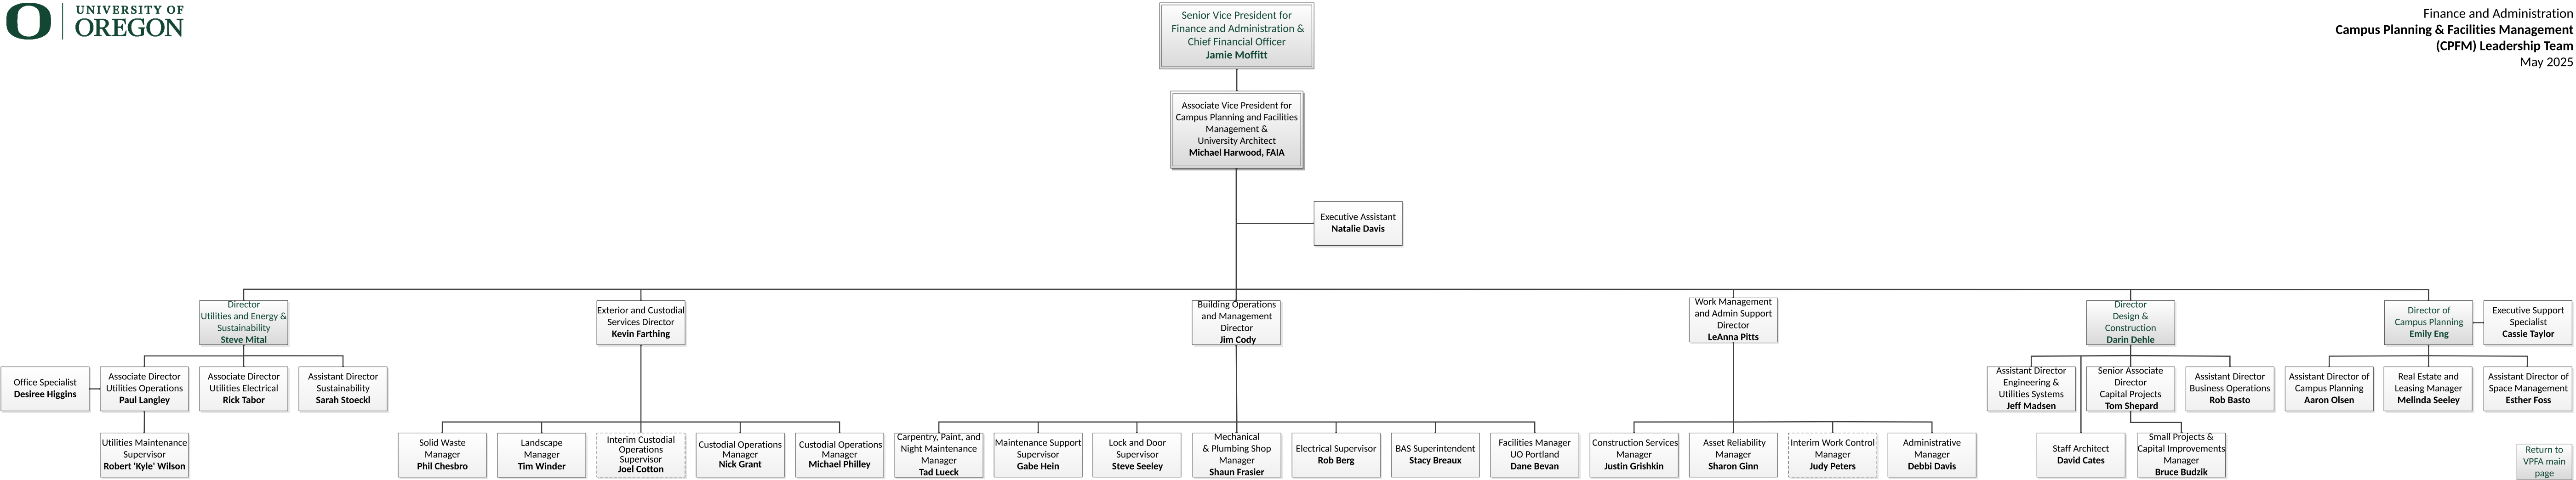 UNIVERSITY OF
OREGON
Finance and Administration
Campus Planning & Facilities Management
(CPFM) Leadership Team
May 2025
Senior Vice President for
Finance and Administration &
Chief Financial Officer
Jamie Moffitt
Associate Vice President for
Campus Planning and Facilities
Management &
University Architect
Michael Harwood, FAIA
Executive Assistant
Natalie Davis
Director
Utilities and Energy &
Sustainability
Steve Mital
Exterior and Custodial
Services Director
Kevin Farthing
Building Operations
and Management
Director
Jim Cody
Work Management
and Admin Support
Director
LeAnna Pitts
Director
Design &
Construction
Darin Dehle
Director of
Campus Planning
Emily Eng
Executive Support
Specialist
Cassie Taylor
Office Specialist
Desiree Higgins
Associate Director
Utilities Operations
Paul Langley
Associate Director
Utilities Electrical
Rick Tabor
Assistant Director
Sustainability
Sarah Stoeckl
Assistant Director
Engineering &
Utilities Systems
Jeff Madsen
Senior Associate
Director
Capital Projects
Tom Shepard
Assistant Director
Business Operations
Rob Basto
Assistant Director of
Campus Planning
Aaron Olsen
Real Estate and
Leasing Manager
Melinda Seeley
Assistant Director of
Space Management
Esther Foss
Utilities Maintenance
Supervisor
Robert 'Kyle' Wilson
Solid Waste
Manager
Phil Chesbro
Landscape
Manager
Tim Winder
Interim Custodial
Operations
Supervisor
Joel Cotton
Custodial Operations
Manager
Nick Grant
Custodial Operations
Manager
Michael Philley
Carpentry, Paint, and
Night Maintenance
Manager
Tad Lueck
Maintenance Support
Supervisor
Gabe Hein
Lock and Door
Supervisor
Steve Seeley
Mechanical
& Plumbing Shop
Manager
Shaun Frasier
Electrical Supervisor
Rob Berg
BAS Superintendent
Stacy Breaux
Facilities Manager
UO Portland
Dane Bevan
Construction Services
Manager
Justin Grishkin
Asset Reliability
Manager
Sharon Ginn
Interim Work Control
Manager
Judy Peters
Administrative
Manager
Debbi Davis
Staff Architect
David Cates
Small Projects &
Capital Improvements
Manager
Bruce Budzik
Return to
VPFA main
page